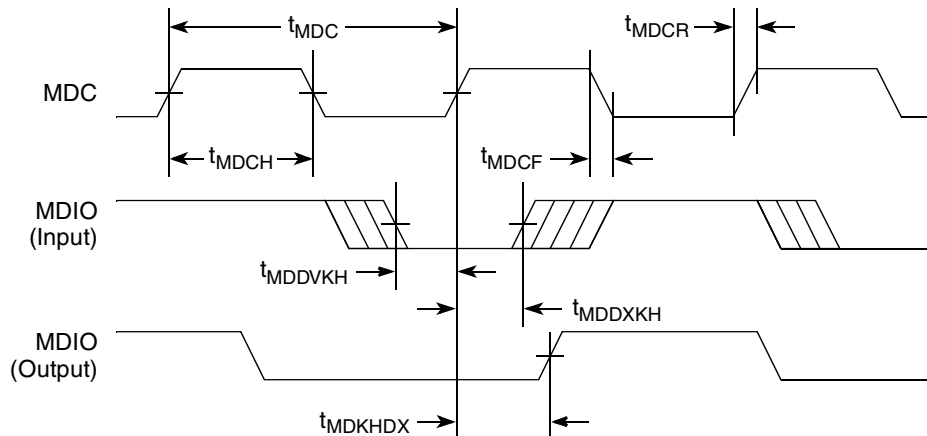 tMDC
tMDCR
MDC
tMDCH
tMDCF
MDIO
(Input)
tMDDVKH
tMDDXKH
MDIO
(Output)
tMDKHDX